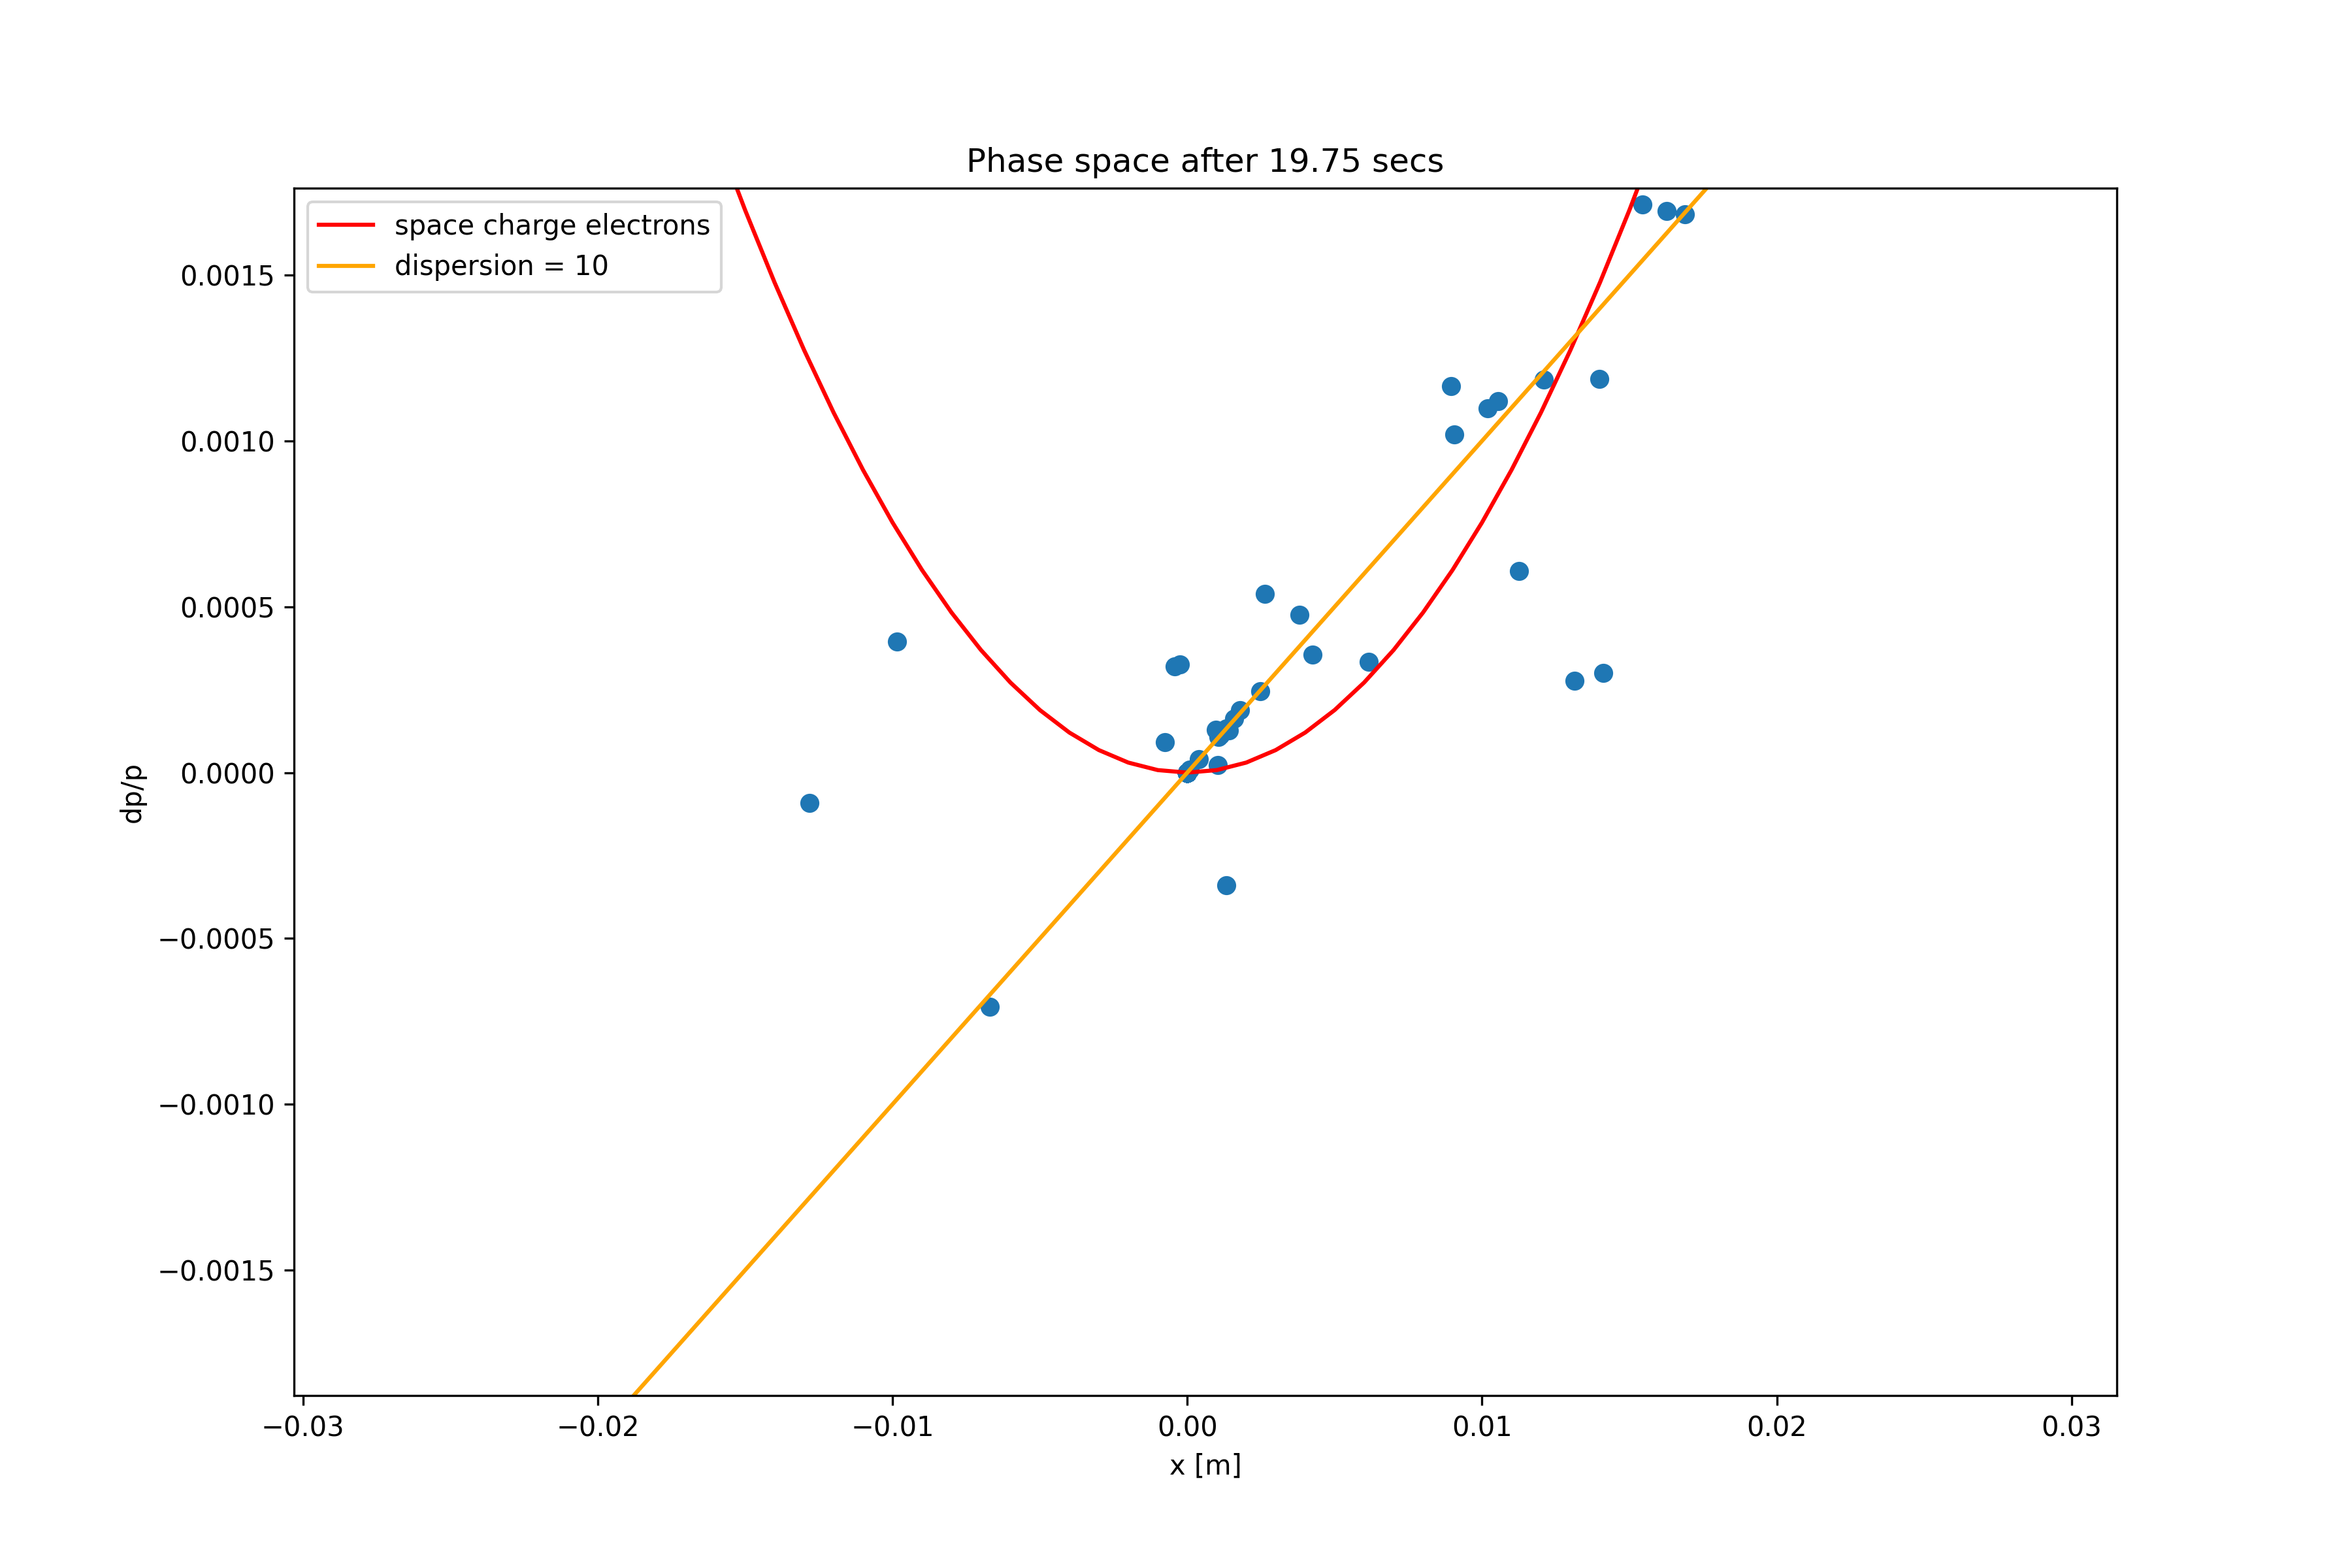 Phase space after 19.75 secs
space charge electrons
dispersion = 10
0.0015
0.0010
0.0005
0.0000
−0.0005
−0.0010
−0.0015
dp/p
−0.03
−0.02
−0.01
0.00
0.01
0.02
0.03
x [m]